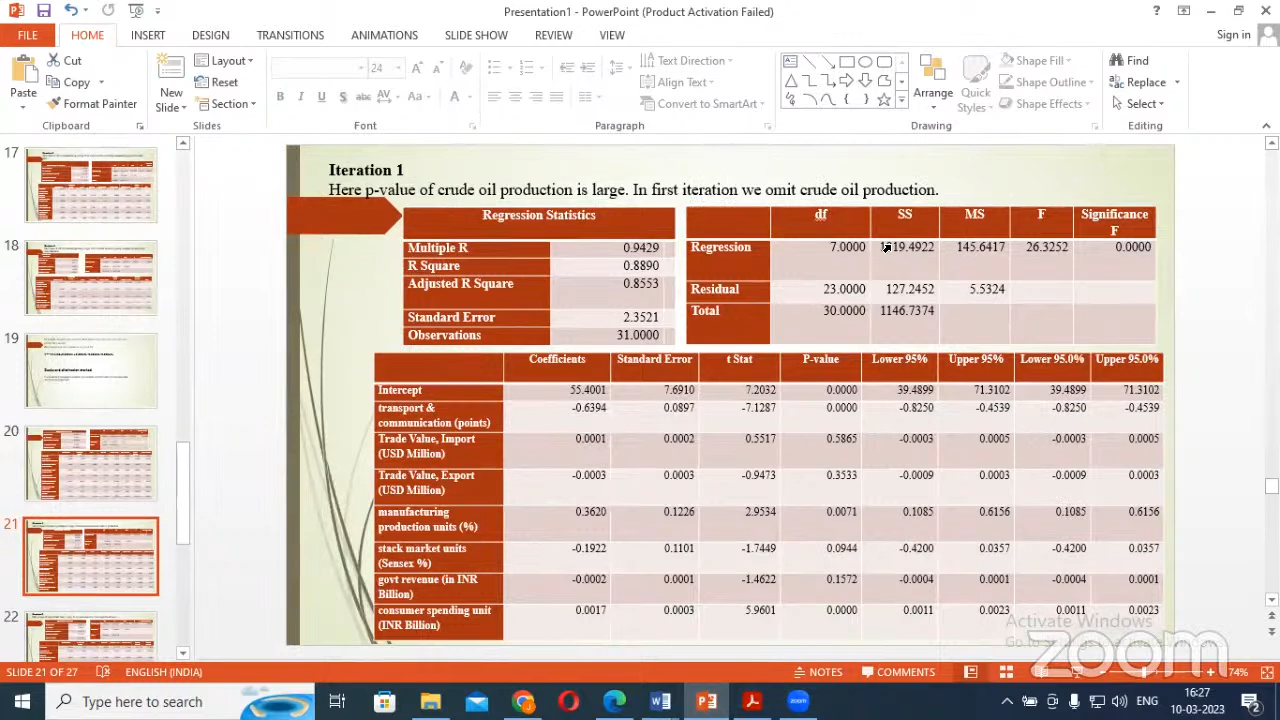 Presentation1 - PowerPoint (Product Activation Failed)
FILE HOME INSERT DESIGN TRANSITIONS ANIMATIONS SLIDE SHOW REVIEW VIEW Sign in
Paste Cut Copy Format Painter Clipboard
New Slide Layout Reset Section Slides
24 B I U S abc AV Aa A Font
Text Direction Align Text Convert to SmartArt Paragraph
Arrange Quick Styles Shape Fill Shape Outline Shape Effects Drawing
Find Replace Select Editing
17
18
19
20
21
22
Iteration 1
Here p-value of crude oil production is large. In first iteration we omit crude oil production.
Regression Statistics
Multiple R 0.9429
R Square 0.8890
Adjusted R Square 0.8553
Standard Error 2.3521
Observations 31.0000
df SS MS F Significance F
Regression 7.0000 26.3252 0.0000
Residual 23.0000 127.2452 5.5324
Total 30.0000 1146.7374
Coefficients Standard Error t Stat P-value Lower 95% Upper 95% Lower 95.0% Upper 95.0%
Intercept 55.4001 7.6910 7.2032 0.0000 39.4899 71.3102 39.4899 71.3102
transport & communication (points) -0.6394 0.0897 -7.1287 0.0000 -0.8250 -0.4539 -0.8250 -0.4539
Trade Value, Import (USD Million) 0.0001 0.0002 0.5517 0.5865 -0.0003 0.0005 -0.0003 0.0005
Trade Value, Export (USD Million) -0.0003 0.0003 -0.9473 0.3533 -0.0009 0.0003 -0.0009 0.0003
manufacturing production units (%) 0.3620 0.1226 2.9534 0.0071 0.1085 0.6156 0.1085 0.6156
stack market units (Sensex %) -0.1922 0.1101 -1.7449 0.0944 -0.4200 0.0357 -0.4200 0.0357
govt revenue (in INR Billion) -0.0002 0.0001 -1.4623 0.1572 -0.0004 0.0001 -0.0004 0.0001
consumer spending unit (INR Billion) 0.0017 0.0003 5.9601 0.0000 0.0011 0.0023 0.0011 0.0023
Activate Windows
zoom
SLIDE 21 OF 27 ENGLISH (INDIA) NOTES COMMENTS 74%
Type here to search
zoom
ENG
16:27
10-03-2023
2